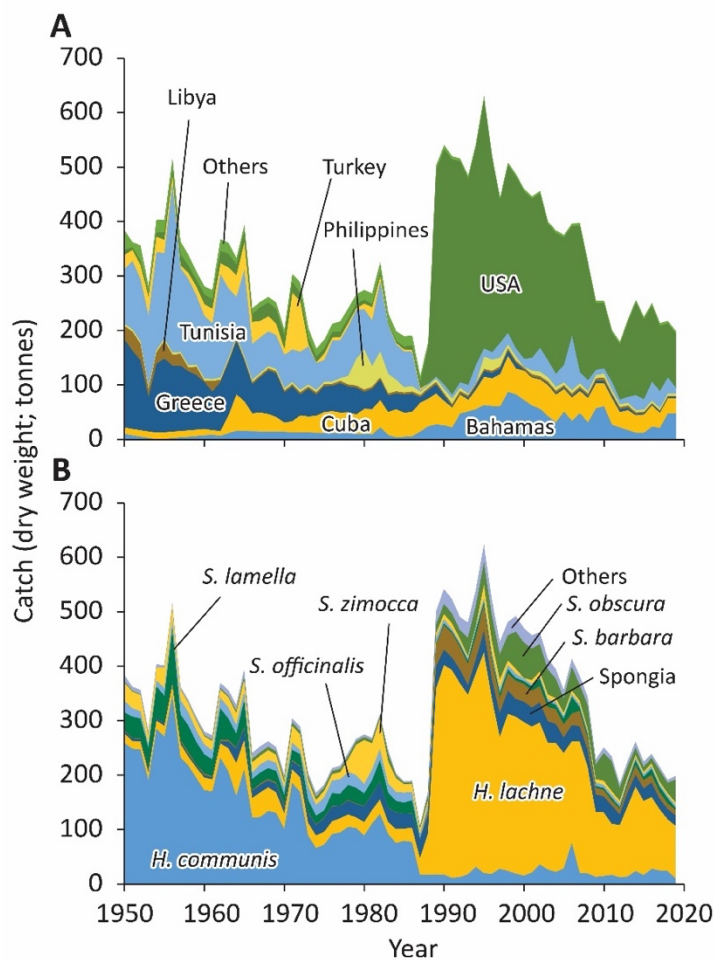 A
700
600
500
400
300
200
100
0
Libya
Others
Turkey
Philippines
USA
Tunisia
Greece
Cuba
Bahamas
Catch (dry weight; tonnes)
B
700
600
500
400
300
200
100
0
S. lamella
S. zimocca
S. officinalis
Others
S. obscura
S. barbara
Spongia
H. lachne
H. communis
1950 1960 1970 1980 1990 2000 2010 2020
Year